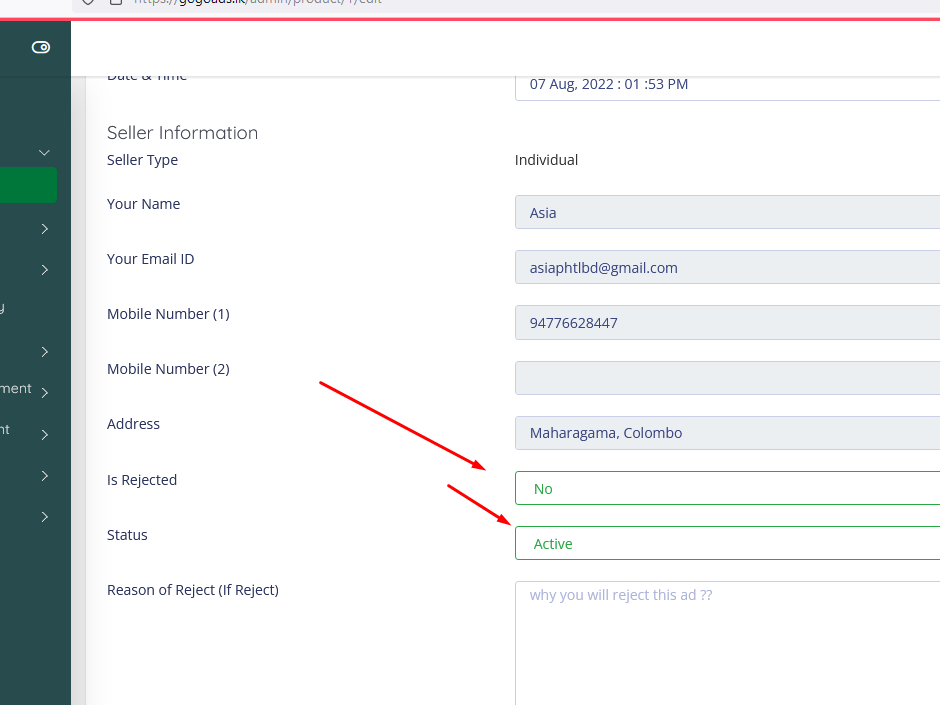 https://gogoads.lk/admin/product/1/edit
Date & Time
07 Aug, 2022 : 01 :53 PM
Seller Information
Seller Type
Individual
Your Name
Asia
Your Email ID
asiaphtlbd@gmail.com
Mobile Number (1)
94776628447
Mobile Number (2)
Address
Maharagama, Colombo
ment
nt
Is Rejected
No
Status
Active
Reason of Reject (If Reject)
why you will reject this ad ??